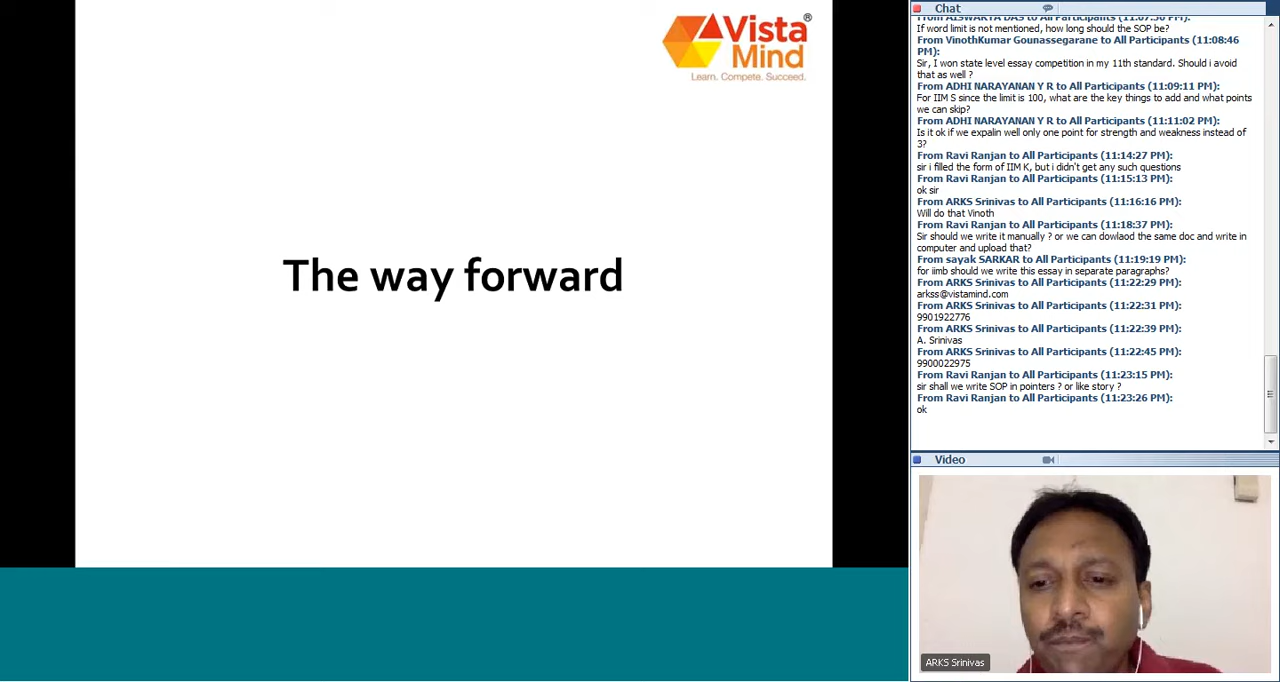 Vista
Mind
®
Learn. Compete. Succeed.
The way forward
Chat
From AISWARYA DAS to All Participants (11:07:50 PM):
If word limit is not mentioned, how long should the SOP be?
From VinothKumar Gounassegarane to All Participants (11:08:46
PM):
Sir, I won state level essay competition in my 11th standard. Should i avoid
that as well ?
From ADHI NARAYANAN Y R to All Participants (11:09:11 PM):
For IIM S since the limit is 100, what are the key things to add and what points
we can skip?
From ADHI NARAYANAN Y R to All Participants (11:11:02 PM):
Is it ok if we expalin well only one point for strength and weakness instead of
3?
From Ravi Ranjan to All Participants (11:14:27 PM):
sir i filled the form of IIM K, but i didn't get any such questions
From Ravi Ranjan to All Participants (11:15:13 PM):
ok sir
From ARKS Srinivas to All Participants (11:16:16 PM):
Will do that Vinoth
From Ravi Ranjan to All Participants (11:18:37 PM):
Sir should we write it manually ? or we can dowlaod the same doc and write in
computer and upload that?
From sayak SARKAR to All Participants (11:19:19 PM):
for iimb should we write this essay in separate paragraphs?
From ARKS Srinivas to All Participants (11:22:29 PM):
arkss@vistamind.com
From ARKS Srinivas to All Participants (11:22:31 PM):
9901922776
From ARKS Srinivas to All Participants (11:22:39 PM):
A. Srinivas
From ARKS Srinivas to All Participants (11:22:45 PM):
9900022975
From Ravi Ranjan to All Participants (11:23:15 PM):
sir shall we write SOP in pointers ? or like story ?
From Ravi Ranjan to All Participants (11:23:26 PM):
ok
Video
ARKS Srinivas